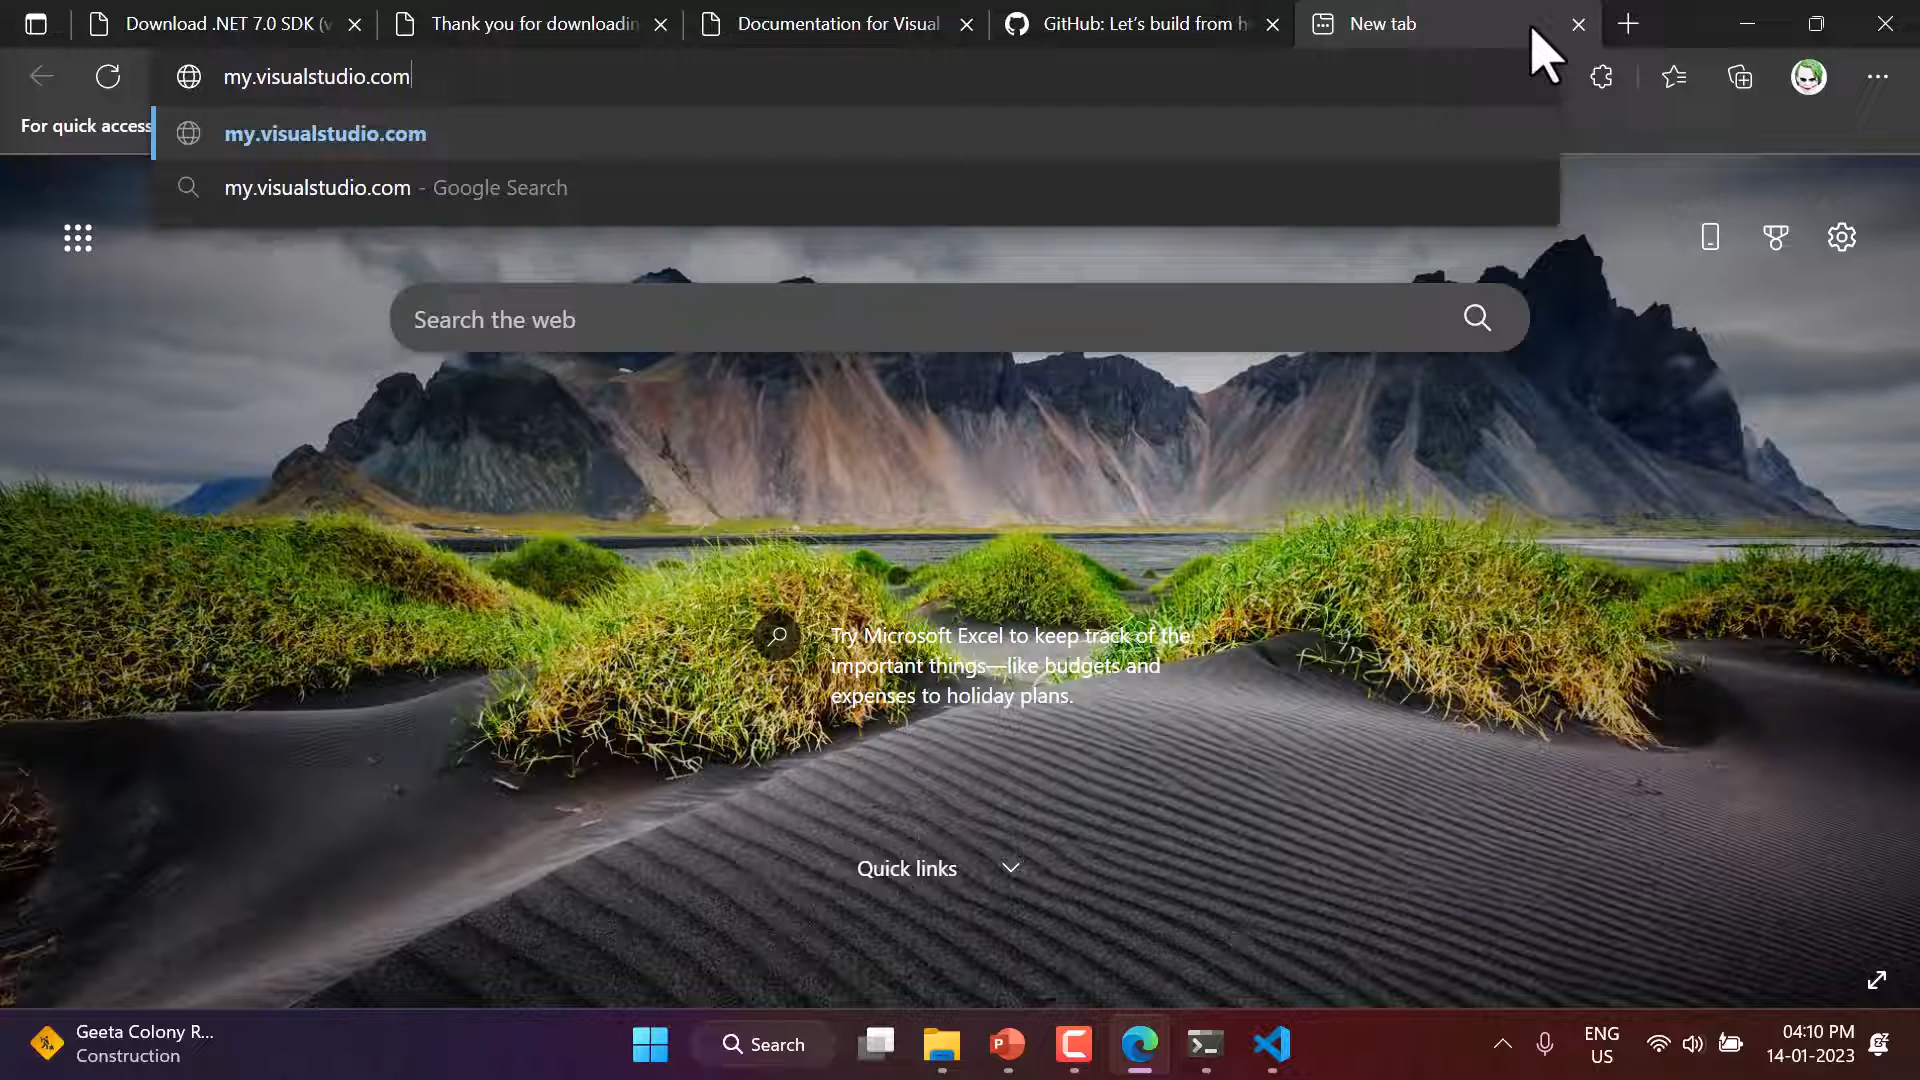 Download .NET 7.0 SDK (v
Thank you for downloadin
Documentation for Visual
GitHub: Let's build from h
New tab
my.visualstudio.com
For quick access
my.visualstudio.com
my.visualstudio.com - Google Search
Search the web
Try Microsoft Excel to keep track of the
important things—like budgets and
expenses to holiday plans.
Quick links
Geeta Colony R...
Construction
Search
P
ENG
US
04:10 PM
14-01-2023